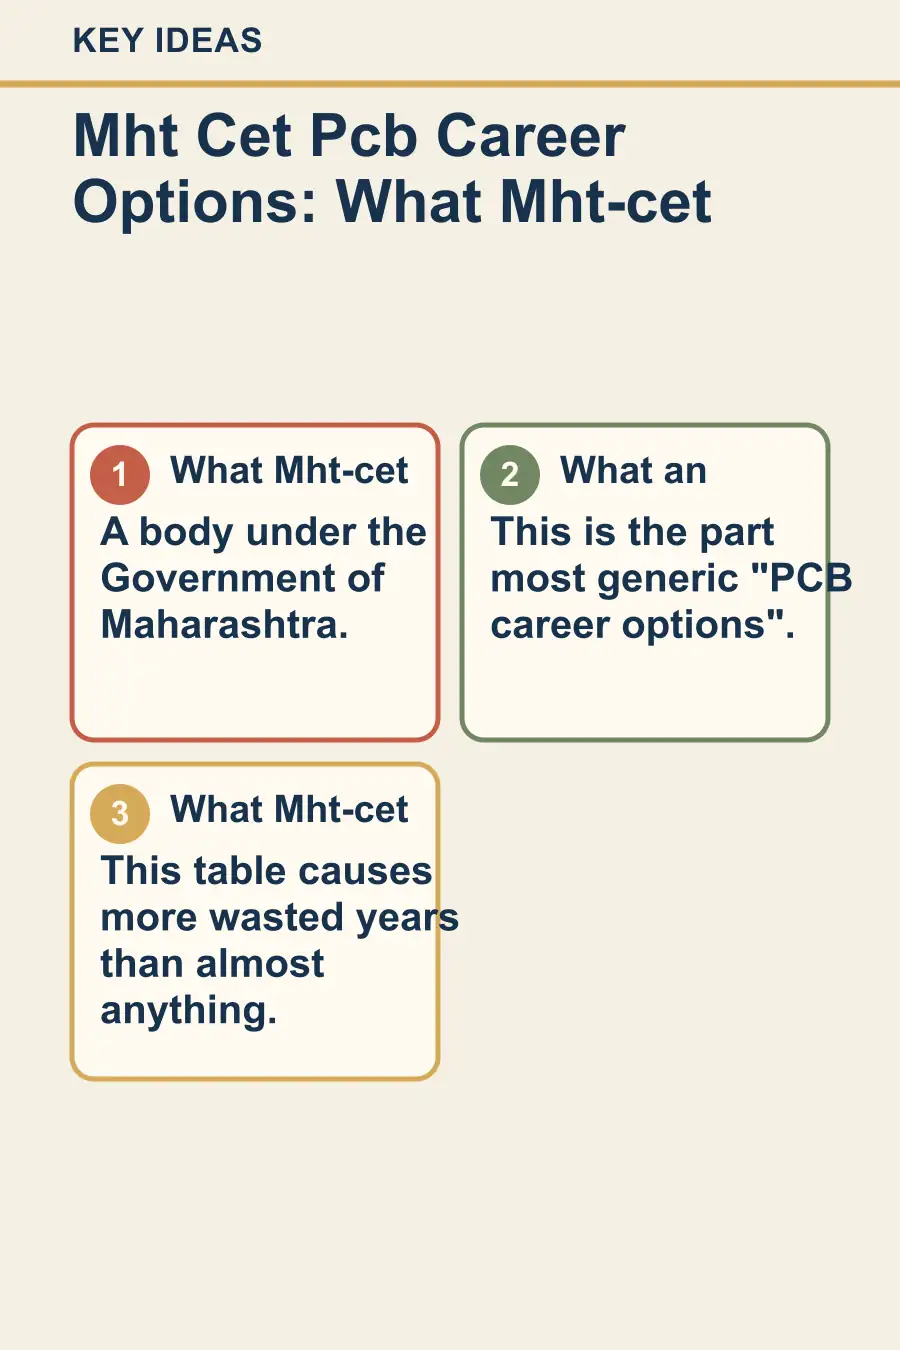 KEY IDEAS
Mht Cet Pcb Career
Options: What Mht-cet
1 What Mht-cet
A body under the
Government of
Maharashtra.
2 What an
This is the part
most generic "PCB
career options".
3 What Mht-cet
This table causes
more wasted years
than almost
anything.